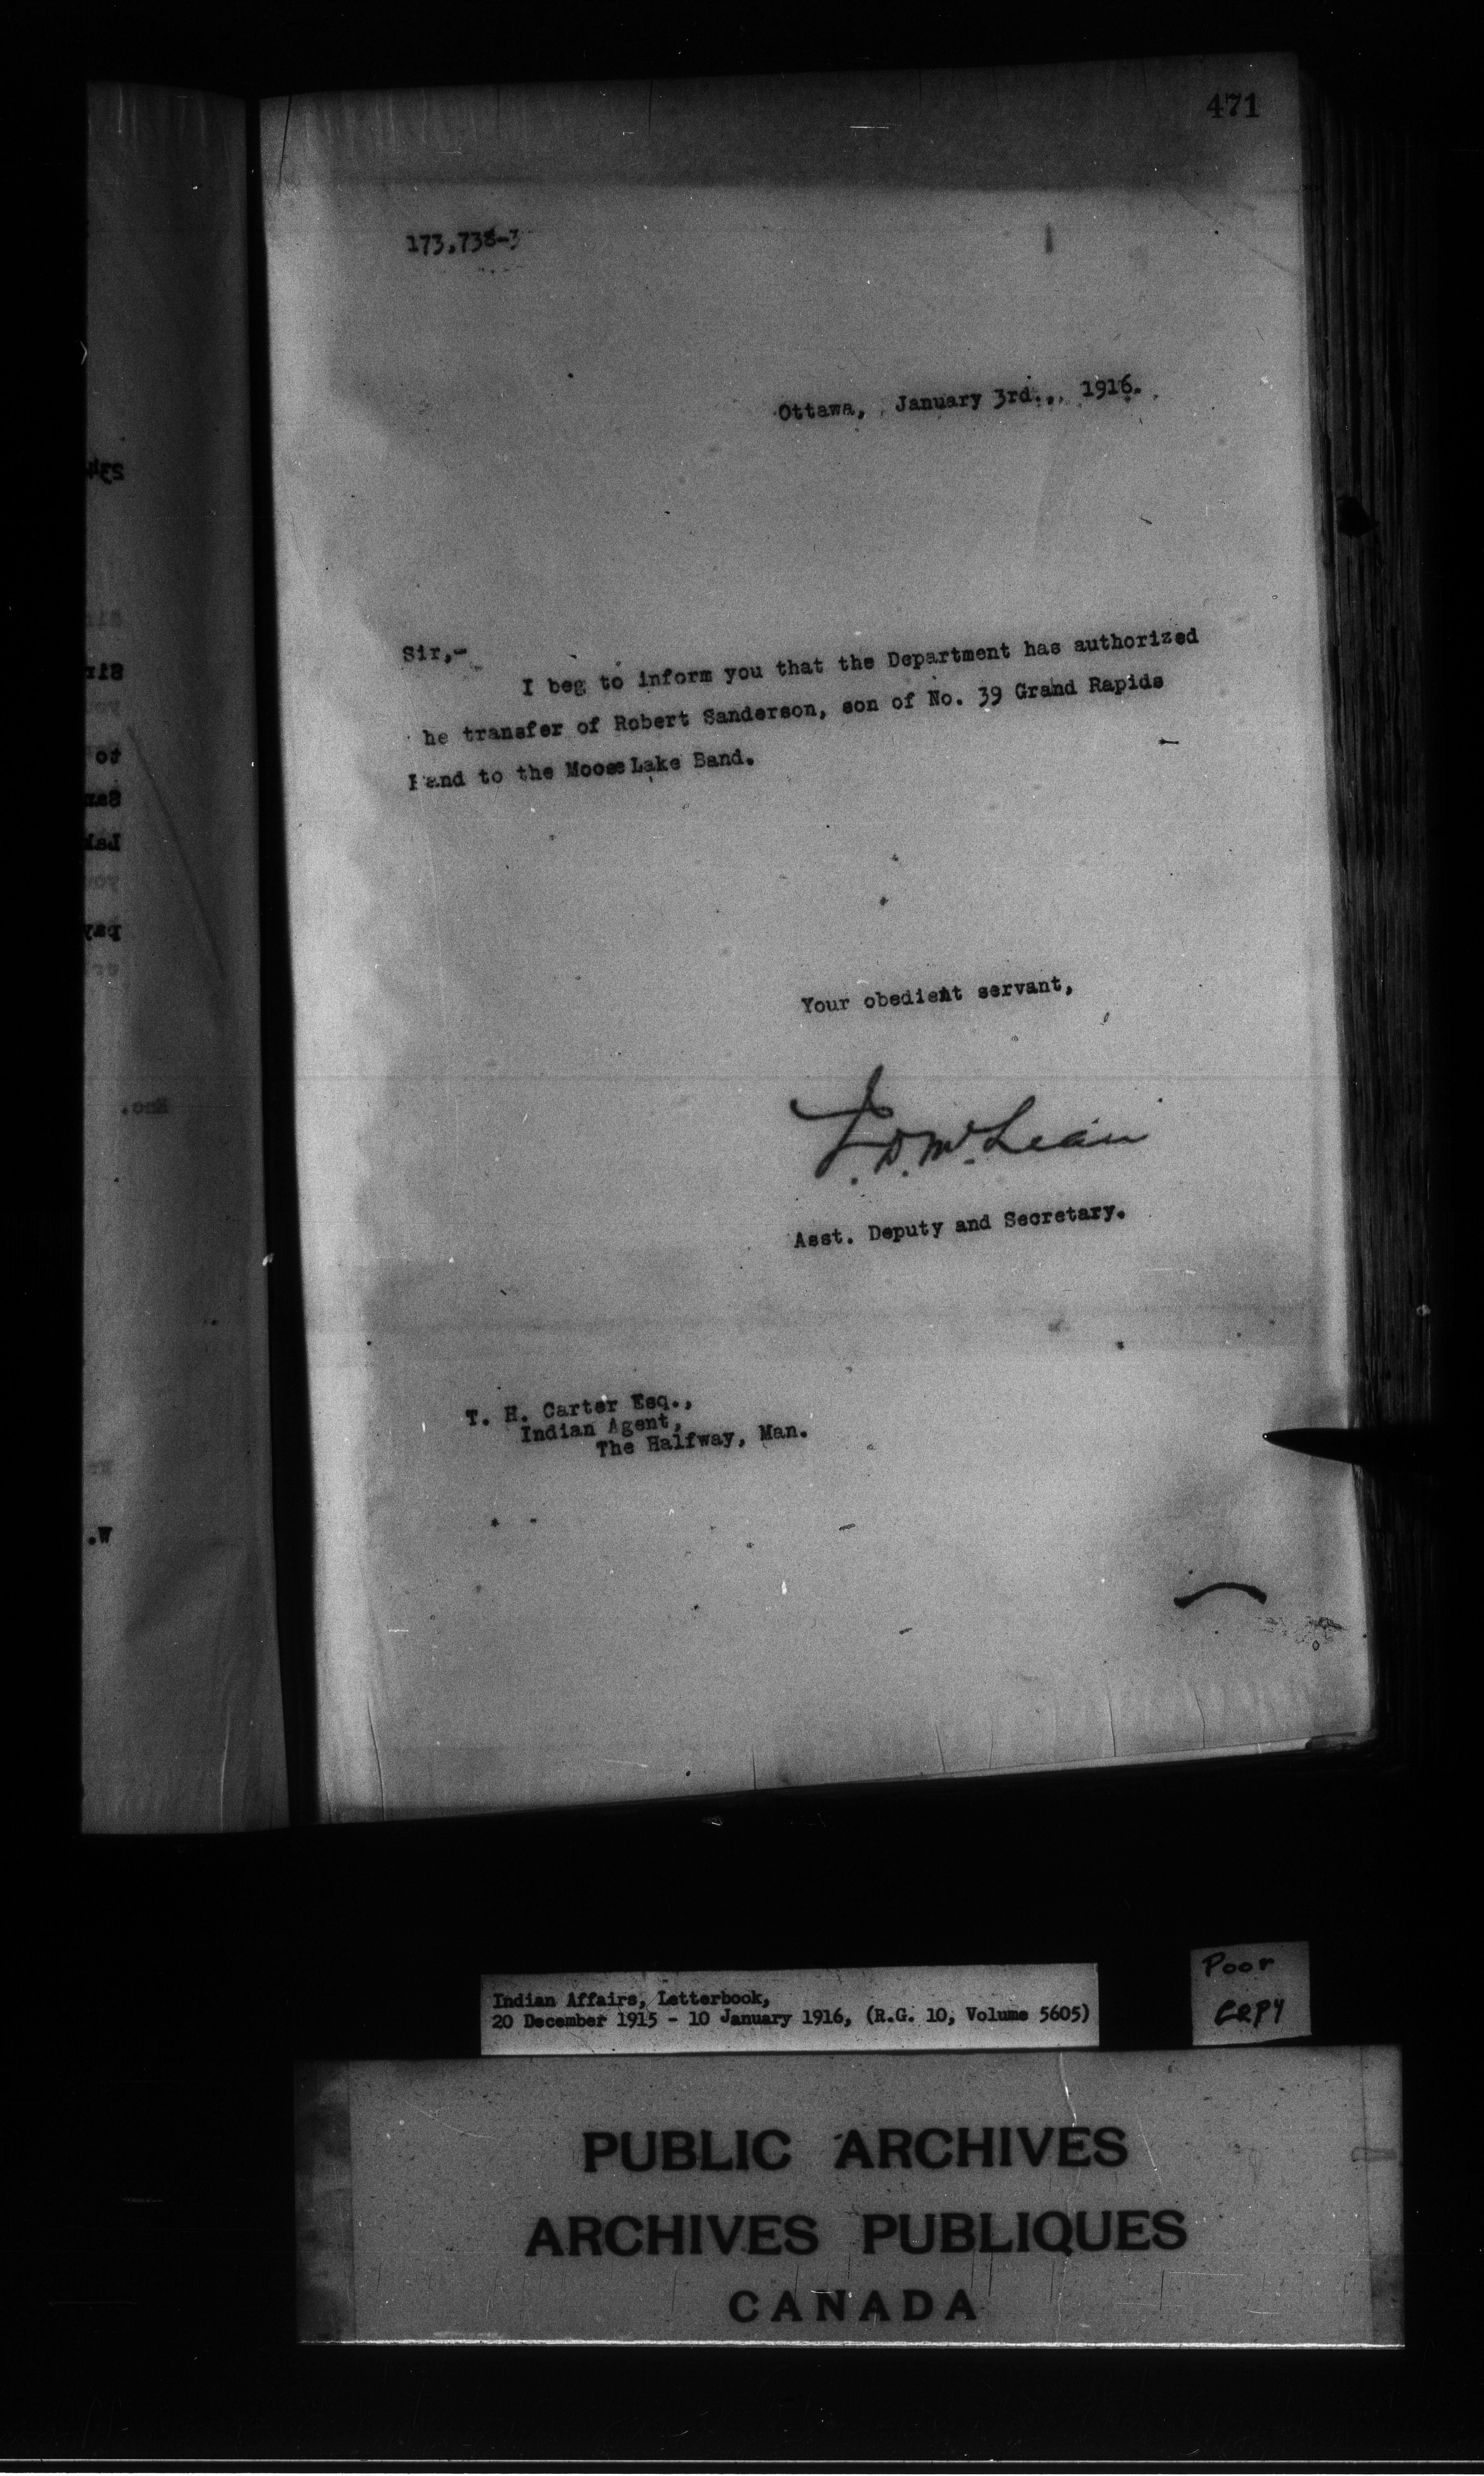 471
173,738-3
Ottawa, January 3rd., 1916.
Sir,-
I beg to inform you that the Department has authorized
he transfer of Robert Sanderson, son of No. 39 Grand Rapids
Band to the Moose Lake Band.
Your obedient servant,
J. D. McLean
Asst. Deputy and Secretary.
T. H. Carter Esq.,
Indian Agent,
The Halfway, Man.
Indian Affairs, Letterbook,
20 December 1915 - 10 January 1916, (R.G. 10, Volume 5605)
Poor
Copy
PUBLIC ARCHIVES
ARCHIVES PUBLIQUES
CANADA